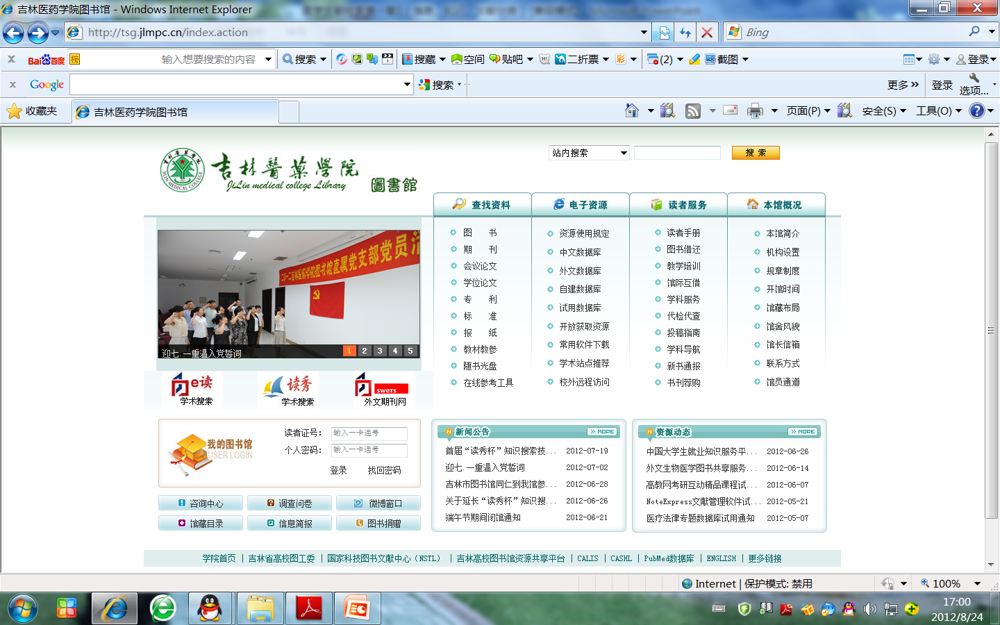 吉林医药学院图书馆 - Windows Internet Explorer
http://tsg.jlmpc.cn/index.action
Bing
Bai 百度 输入想要搜索的内容 搜索 搜藏 空间 贴吧 二折票 彩 (2) 截图 登录
Google 搜索 更多 » 登录 选项...
收藏夹 吉林医药学院图书馆 页面(P) 安全(S) 工具(O)
站内搜索 搜 索
吉林醫藥學院 圖書館
JiLin medical college Library
查找资料 电子资源 读者服务 本馆概况
图 书
期 刊
会议论文
学位论文
专 利
标 准
报 纸
教材教参
随书光盘
在线参考工具
资源使用规定
中文数据库
外文数据库
自建数据库
试用数据库
开放获取资源
常用软件下载
学术站点推荐
校外远程访问
读者手册
图书借还
教学培训
馆际互借
学科服务
代检代查
投稿指南
学科导航
新书通报
书刊荐购
本馆简介
机构设置
规章制度
开馆时间
馆藏布局
馆舍风貌
馆长信箱
联系方式
馆员通道
二0一二吉林医药学院图书馆直属党支部党员活
迎七.一重温入党誓词 1 2 3 4 5
e读 学术搜索
读秀 学术搜索
swets 外文期刊网
我的图书馆
USER LOGIN
读者证号： 输入一卡通号
个人密码： 输入一卡通号
登录 找回密码
咨询中心 调查问卷 微博窗口
馆藏目录 信息简报 图书捐赠
新闻公告 >> MORE
首届“读秀杯”知识搜索技... 2012-07-19
迎七.一重温入党誓词 2012-07-02
吉林市图书馆同仁到我馆参... 2012-06-28
关于延长“读秀杯”知识搜... 2012-06-26
端午节期间闭馆通知 2012-06-21
资源动态 >> MORE
中国大学生就业知识服务平... 2012-06-26
外文生物医学图书共享服务... 2012-06-14
高教网考研互动精品课程试... 2012-06-07
NoteExpress文献管理软件试... 2012-05-21
医疗法律专题数据库试用通知 2012-05-07
学院首页 | 吉林省高校图工委 | 国家科技图书文献中心（NSTL） | 吉林高校图书馆资源共享平台 | CALIS | CASHL | PubMed数据库 | ENGLISH | 更多链接
Internet | 保护模式: 禁用 100%
17:00
2012/8/24